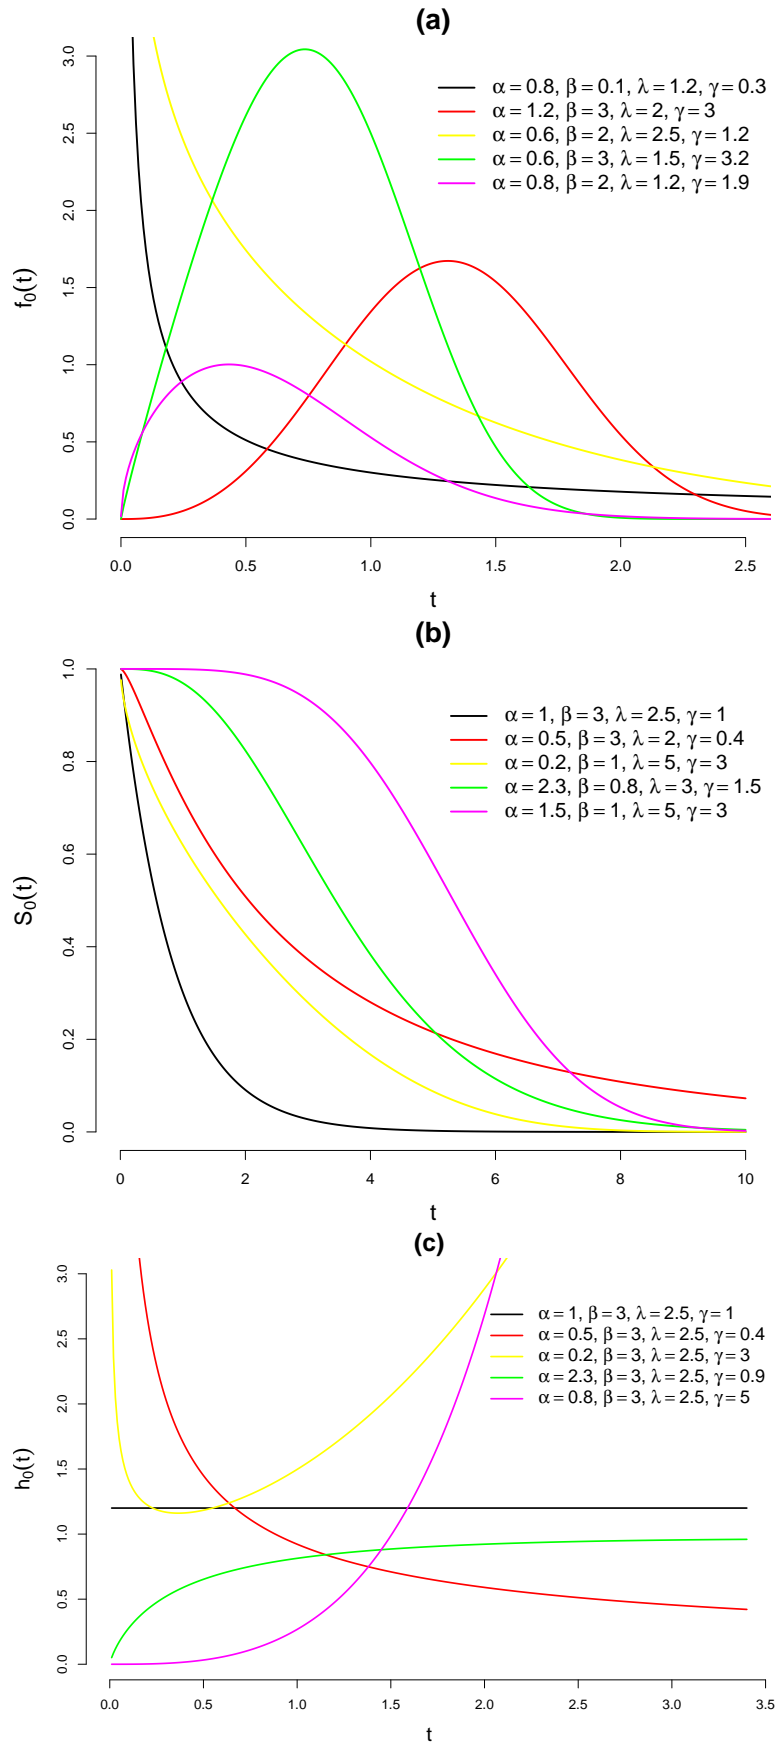 (a)
3.0
2.5
2.0
1.5
1.0
0.5
0.0
f₀(t)
α = 0.8, β = 0.1, λ = 1.2, γ = 0.3
α = 1.2, β = 3, λ = 2, γ = 3
α = 0.6, β = 2, λ = 2.5, γ = 1.2
α = 0.6, β = 3, λ = 1.5, γ = 3.2
α = 0.8, β = 2, λ = 1.2, γ = 1.9
0.0 0.5 1.0 1.5 2.0 2.5
t
(b)
1.0
0.8
0.6
0.4
0.2
0.0
S₀(t)
α = 1, β = 3, λ = 2.5, γ = 1
α = 0.5, β = 3, λ = 2, γ = 0.4
α = 0.2, β = 1, λ = 5, γ = 3
α = 2.3, β = 0.8, λ = 3, γ = 1.5
α = 1.5, β = 1, λ = 5, γ = 3
0 2 4 6 8 10
t
(c)
3.0
2.5
2.0
1.5
1.0
0.5
0.0
h₀(t)
α = 1, β = 3, λ = 2.5, γ = 1
α = 0.5, β = 3, λ = 2.5, γ = 0.4
α = 0.2, β = 3, λ = 2.5, γ = 3
α = 2.3, β = 3, λ = 2.5, γ = 0.9
α = 0.8, β = 3, λ = 2.5, γ = 5
0.0 0.5 1.0 1.5 2.0 2.5 3.0 3.5
t